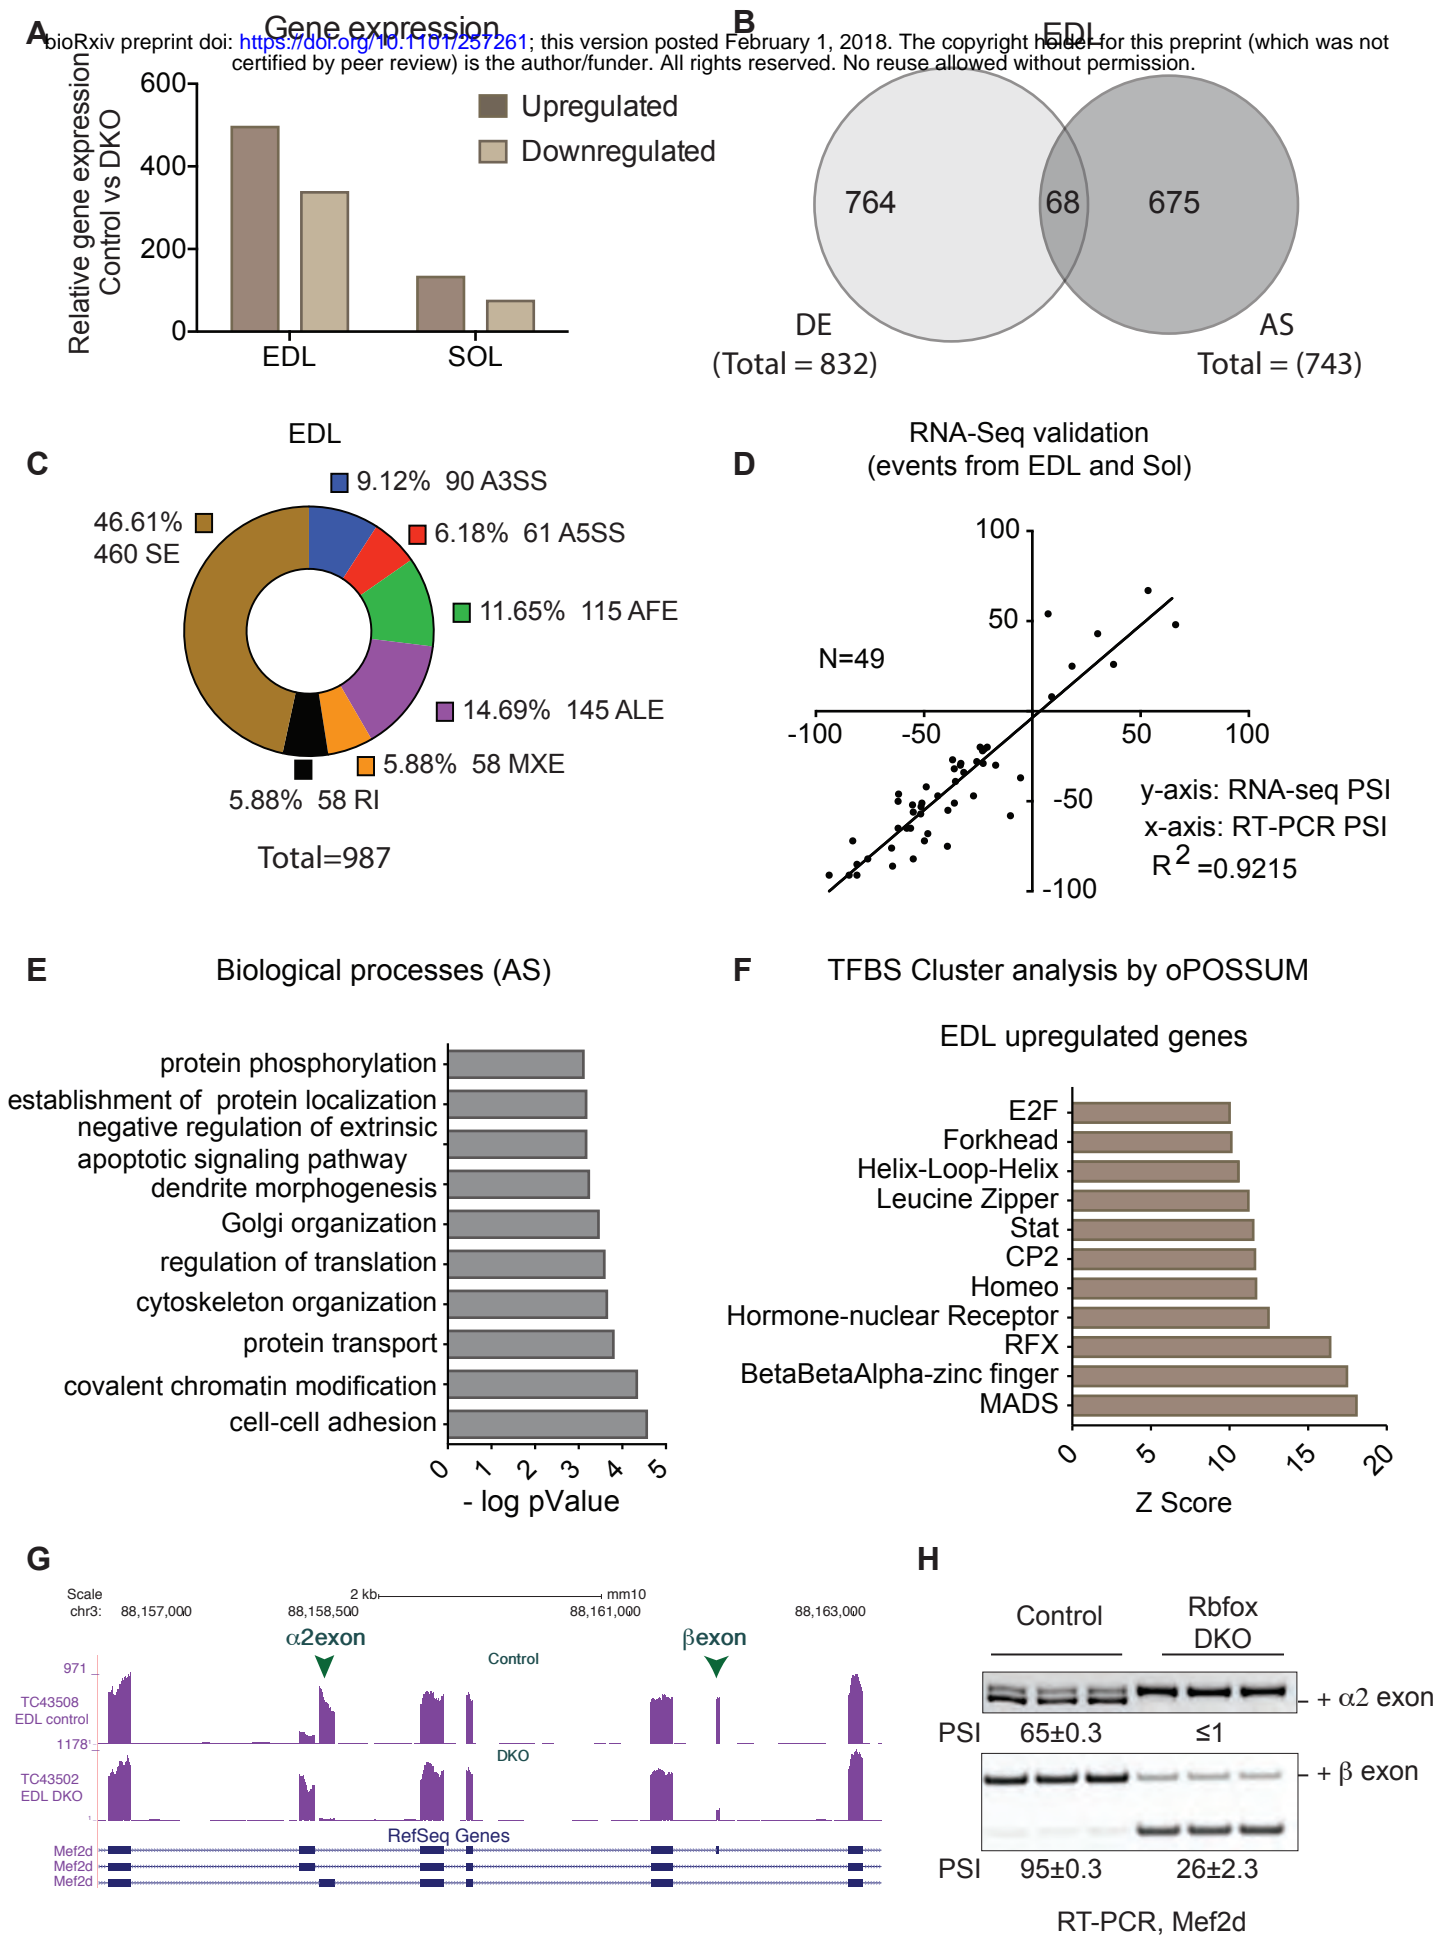 A
Gene expression
bioRxiv preprint doi: https://doi.org/10.1101/257261; this version posted February 1, 2018. The copyright holder for this preprint (which was not
certified by peer review) is the author/funder. All rights reserved. No reuse allowed without permission.
Relative gene expression
Control vs DKO
600
400
200
0
EDL
SOL
Upregulated
Downregulated
B
EDL
764
68
675
DE
(Total = 832)
AS
Total = (743)
C
EDL
9.12% 90 A3SS
6.18% 61 A5SS
11.65% 115 AFE
14.69% 145 ALE
5.88% 58 MXE
5.88% 58 RI
46.61%
460 SE
Total=987
D
RNA-Seq validation
(events from EDL and Sol)
N=49
100
50
-100
-50
50
100
-50
-100
y-axis: RNA-seq PSI
x-axis: RT-PCR PSI
R2=0.9215
E
Biological processes (AS)
protein phosphorylation
establishment of protein localization
negative regulation of extrinsic
apoptotic signaling pathway
dendrite morphogenesis
Golgi organization
regulation of translation
cytoskeleton organization
protein transport
covalent chromatin modification
cell-cell adhesion
0 1 2 3 4 5
- log pValue
F
TFBS Cluster analysis by oPOSSUM
EDL upregulated genes
E2F
Forkhead
Helix-Loop-Helix
Leucine Zipper
Stat
CP2
Homeo
Hormone-nuclear Receptor
RFX
BetaBetaAlpha-zinc finger
MADS
0 5 10 15 20
Z Score
G
Scale
2 kb
mm10
chr3:
88,157,000
88,158,500
88,161,000
88,163,000
α2exon
βexon
Control
971
TC43508
EDL control
1178
DKO
TC43502
EDL DKO
RefSeq Genes
Mef2d
Mef2d
Mef2d
H
Control
Rbfox
DKO
+ α2 exon
PSI 65±0.3 ≤1
+ β exon
PSI 95±0.3 26±2.3
RT-PCR, Mef2d